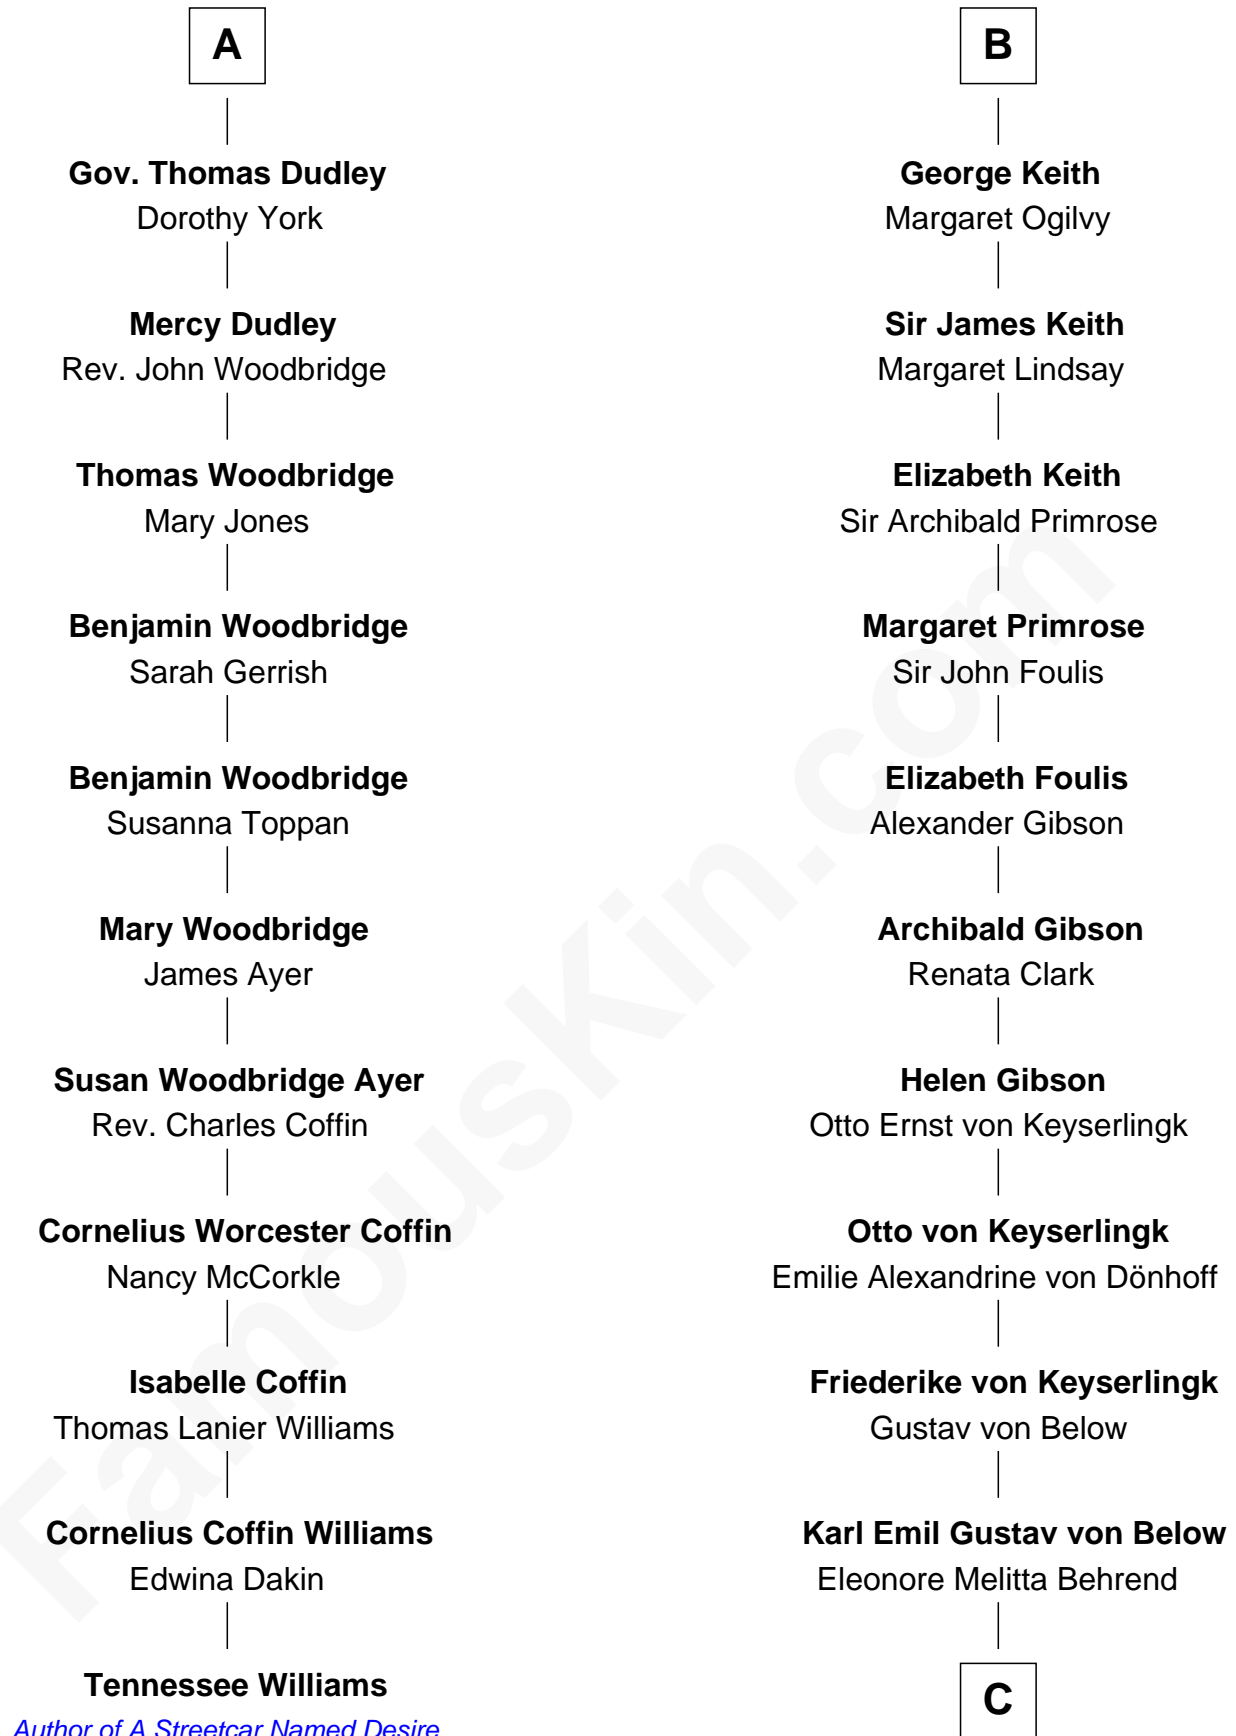 A
Gov. Thomas Dudley
Dorothy York
Mercy Dudley
Rev. John Woodbridge
Thomas Woodbridge
Mary Jones
Benjamin Woodbridge
Sarah Gerrish
Benjamin Woodbridge
Susanna Toppan
Mary Woodbridge
James Ayer
Susan Woodbridge Ayer
Rev. Charles Coffin
Cornelius Worcester Coffin
Nancy McCorkle
Isabelle Coffin
Thomas Lanier Williams
Cornelius Coffin Williams
Edwina Dakin
Tennessee Williams
Author of A Streetcar Named Desire
B
George Keith
Margaret Ogilvy
Sir James Keith
Margaret Lindsay
Elizabeth Keith
Sir Archibald Primrose
Margaret Primrose
Sir John Foulis
Elizabeth Foulis
Alexander Gibson
Archibald Gibson
Renata Clark
Helen Gibson
Otto Ernst von Keyserlingk
Otto von Keyserlingk
Emilie Alexandrine von Dönhoff
Friederike von Keyserlingk
Gustav von Below
Karl Emil Gustav von Below
Eleonore Melitta Behrend
C
FamousKin.com